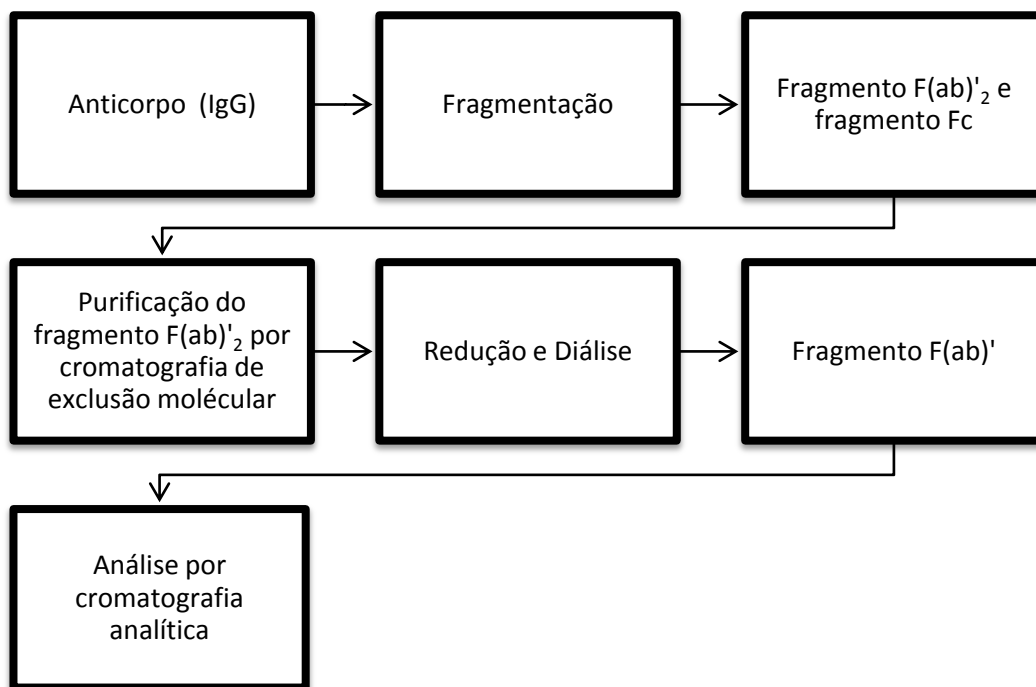 Anticorpo (IgG)
Fragmentação
Fragmento F(ab)'₂ e
fragmento Fc
Purificação do
fragmento F(ab)'₂ por
cromatografia de
exclusão molécular
Redução e Diálise
Fragmento F(ab)'
Análise por
cromatografia
analítica